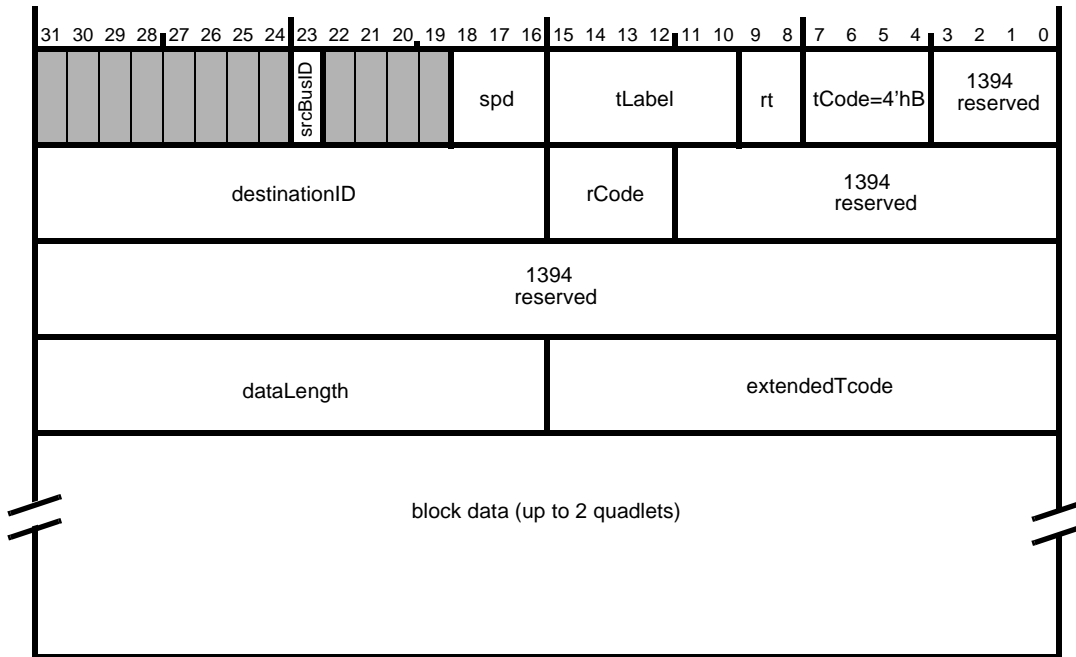 31 30 29 28 27 26 25 24 23 22 21 20 19 18 17 16 15 14 13 12 11 10 9 8 7 6 5 4 3 2 1 0
srcBusID
spd
tLabel
rt
tCode=4'hB
1394
reserved
destinationID
rCode
1394
reserved
1394
reserved
dataLength
extendedTcode
block data (up to 2 quadlets)